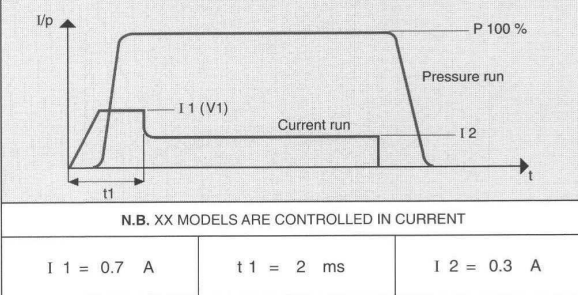 I/p
P 100 %
Pressure run
I 1 (V1)
Current run
I 2
t
t1
N.B. XX MODELS ARE CONTROLLED IN CURRENT
I 1 = 0.7 A
t 1 = 2 ms
I 2 = 0.3 A